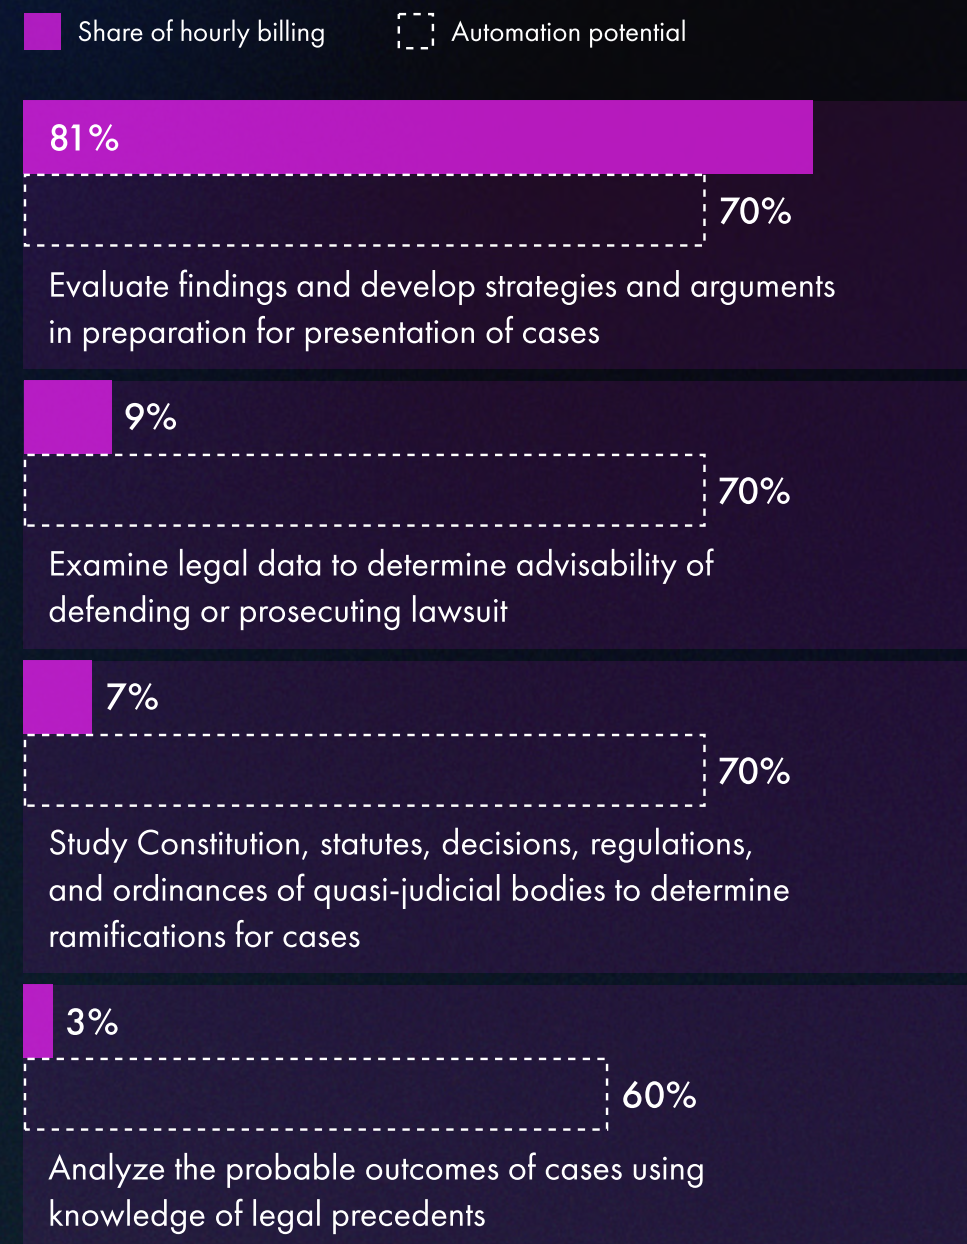 Share of hourly billing
Automation potential
81%
70%
Evaluate findings and develop strategies and arguments
in preparation for presentation of cases
9%
70%
Examine legal data to determine advisability of
defending or prosecuting lawsuit
7%
70%
Study Constitution, statutes, decisions, regulations,
and ordinances of quasi-judicial bodies to determine
ramifications for cases
3%
60%
Analyze the probable outcomes of cases using
knowledge of legal precedents